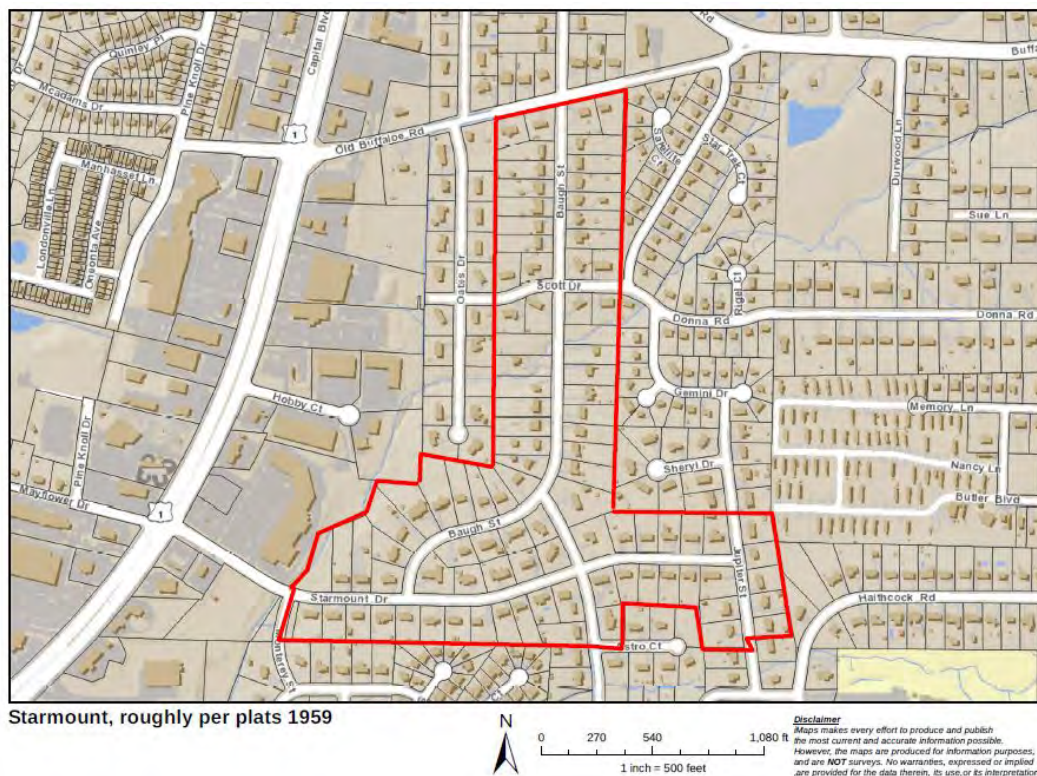 Quinley Pl
Pine Knoll Dr
Capital Blvd
Rd
Buffa
Mcadams Dr
Dr
1
Old Buffaloe Rd
Manhasset Ln
Londonville Ln
Oneonta Ave
Satellite Ct
Star Trek Ct
Durwood Ln
Sue Ln
Baugh St
Oatis Dr
Scott Dr
Rigel Ct
Donna Rd
Donna Rd
Hobby Ct
Gemini Dr
Memory Ln
Pine Knoll Dr
Sheryl Dr
Nancy Ln
Mayflower Dr
1
Butler Blvd
Baugh St
Jupiter St
Starmount Dr
Haithcock Rd
Ct
Starmount, roughly per plats 1959
N
0 270 540 1,080 ft
1 inch = 500 feet
Disclaimer
iMaps makes every effort to produce and publish
the most current and accurate information possible.
However, the maps are produced for information purposes,
and are NOT surveys. No warranties, expressed or implied
,are provided for the data therein, its use,or its interpretation